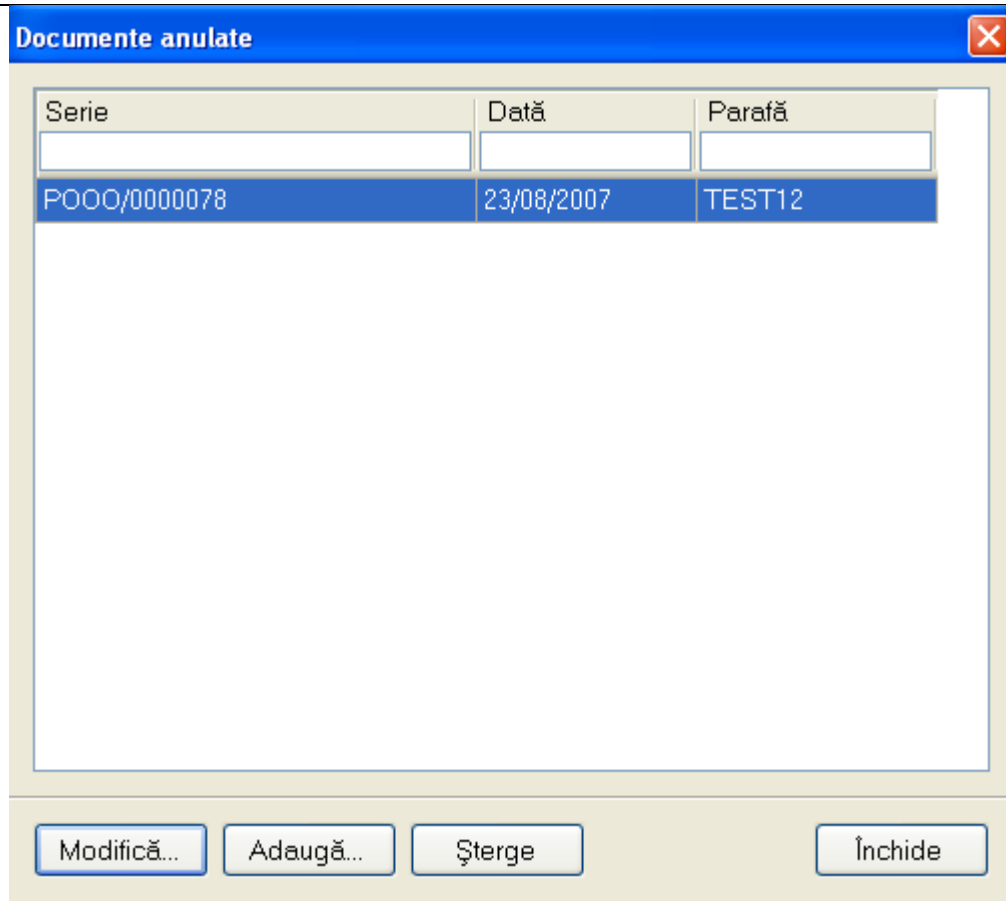 Documente anulate
Serie Dată Parafă
POOO/0000078 23/08/2007 TEST12
Modifică... Adaugă... Şterge Închide